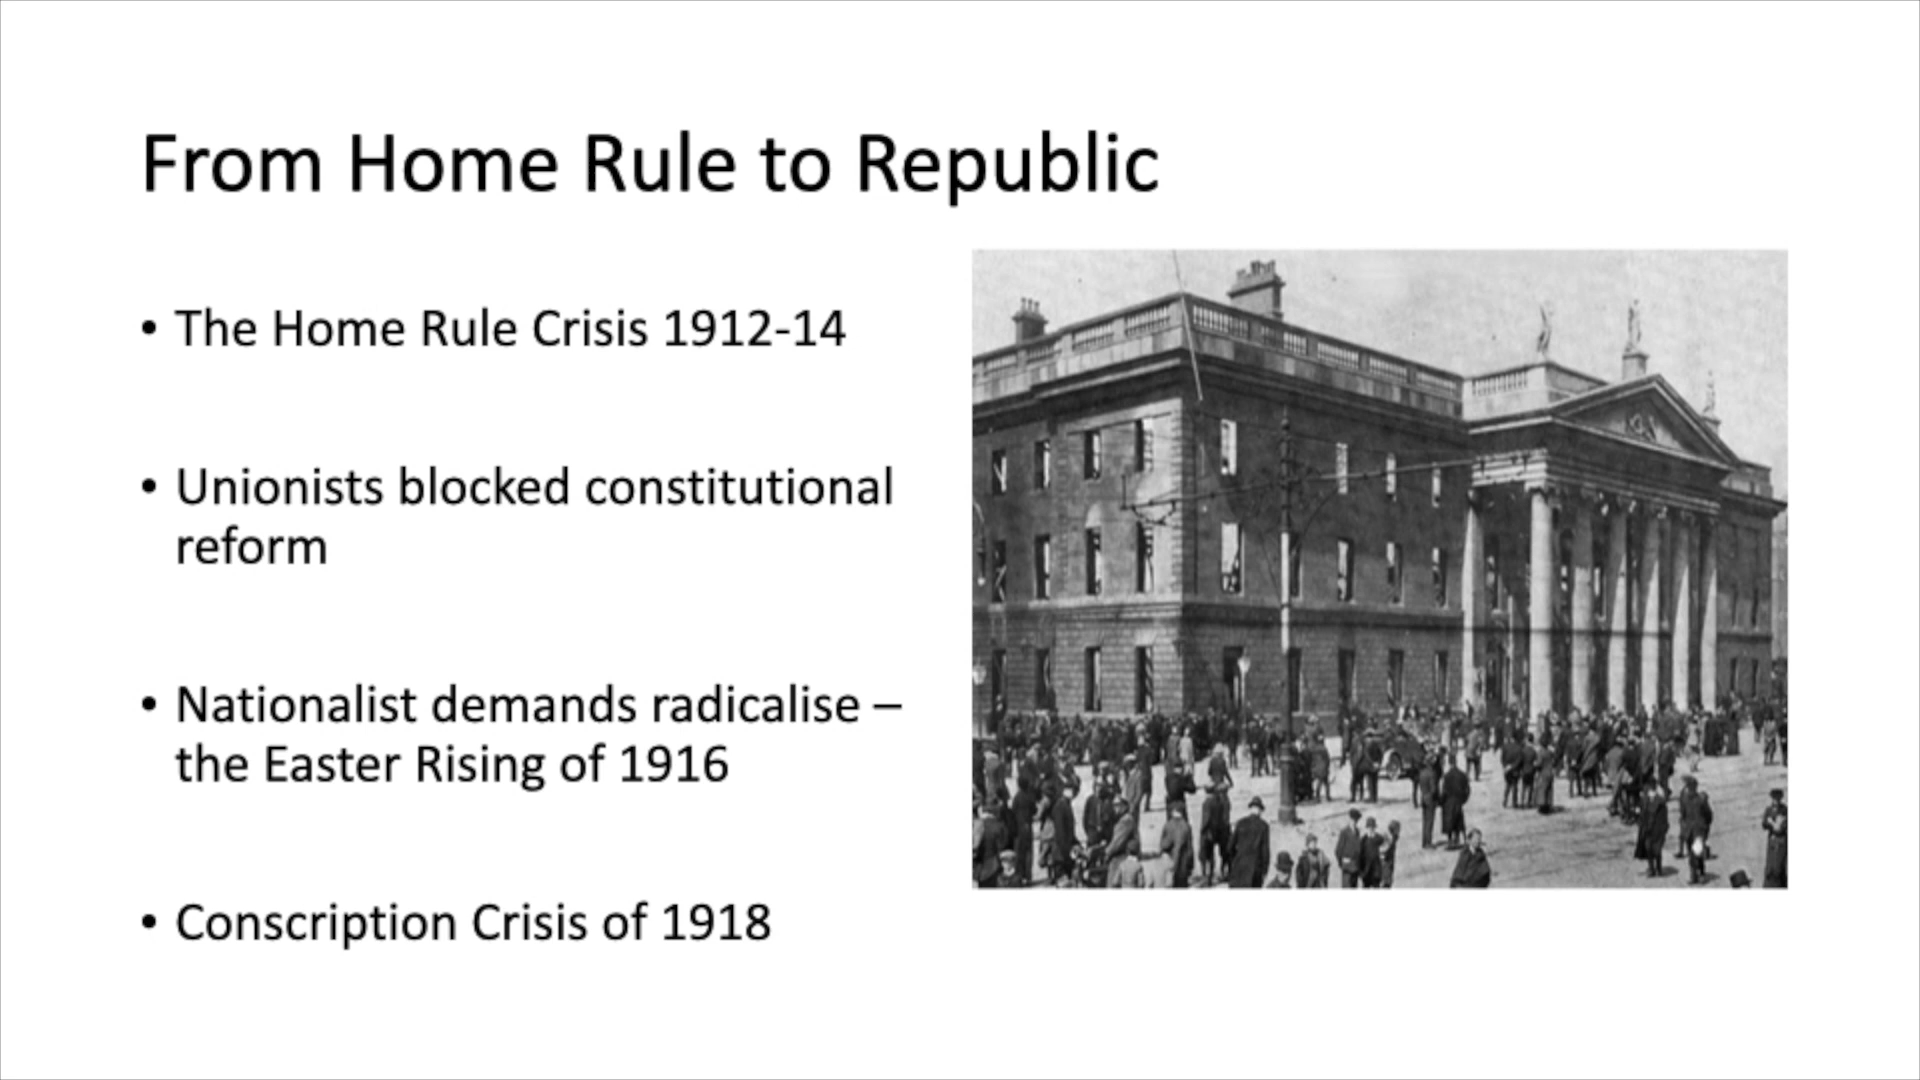 From Home Rule to Republic
• The Home Rule Crisis 1912-14
• Unionists blocked constitutional
reform
• Nationalist demands radicalise –
the Easter Rising of 1916
• Conscription Crisis of 1918